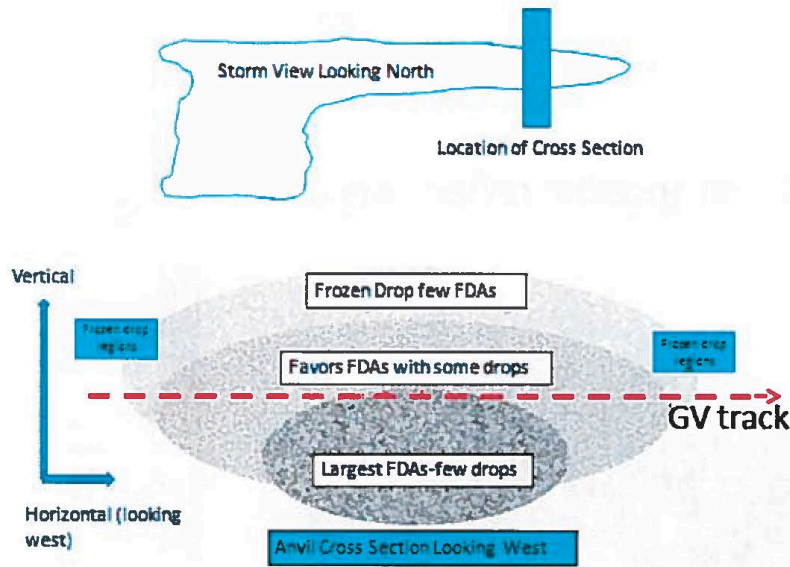 Storm View Looking North
Location of Cross Section
Vertical
Frozen Drop few FDAs
Frozen drop
regions
Frozen drop
regions
Favors FDAs with some drops
GV track
Largest FDAs-few drops
Horizontal (looking
west)
Anvil Cross Section Looking West